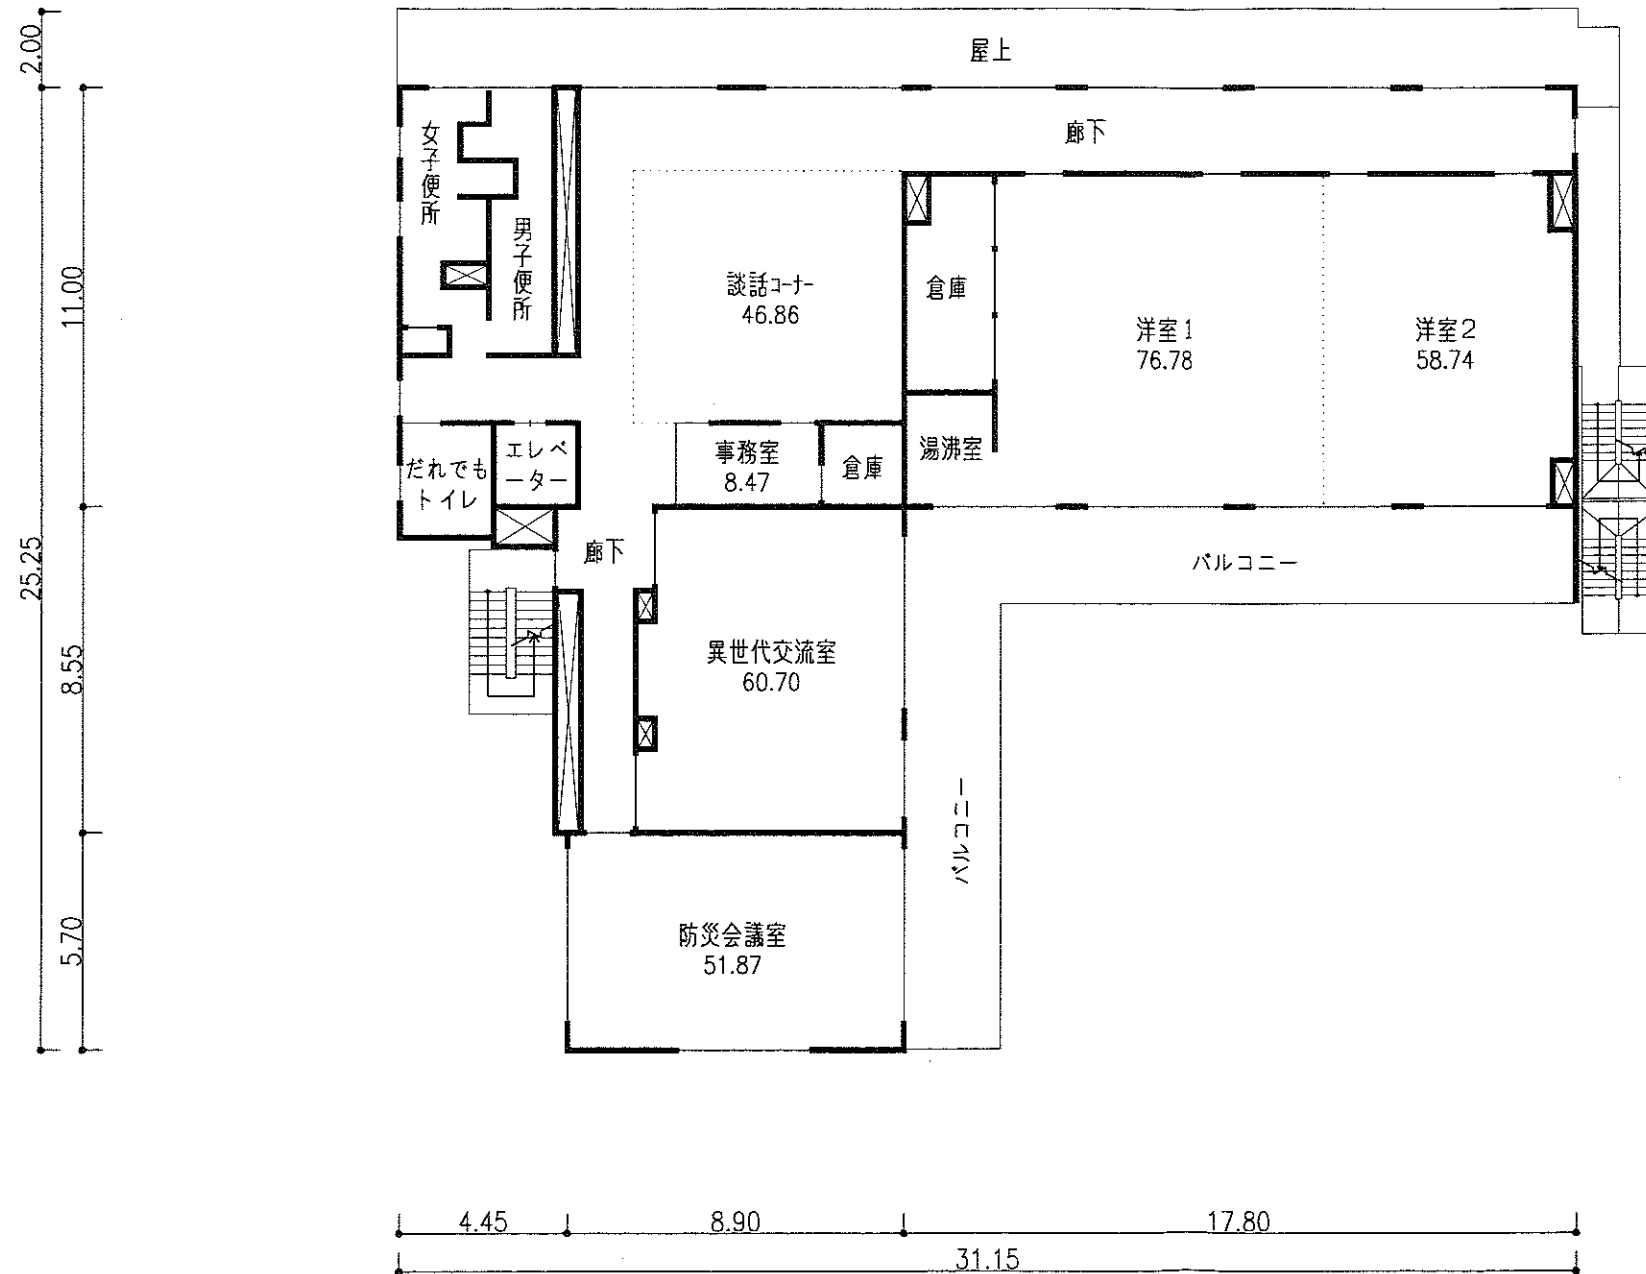 2.00
屋上
廊下
女子便所
男子便所
11.00
談話コーナー
46.86
倉庫
洋室1
76.78
洋室2
58.74
エレベ
ーター
だれでも
トイレ
事務室
8.47
倉庫
湯沸室
25.25
廊下
バルコニー
8.55
異世代交流室
60.70
バルコニー
5.70
防災会議室
51.87
4.45
8.90
17.80
31.15